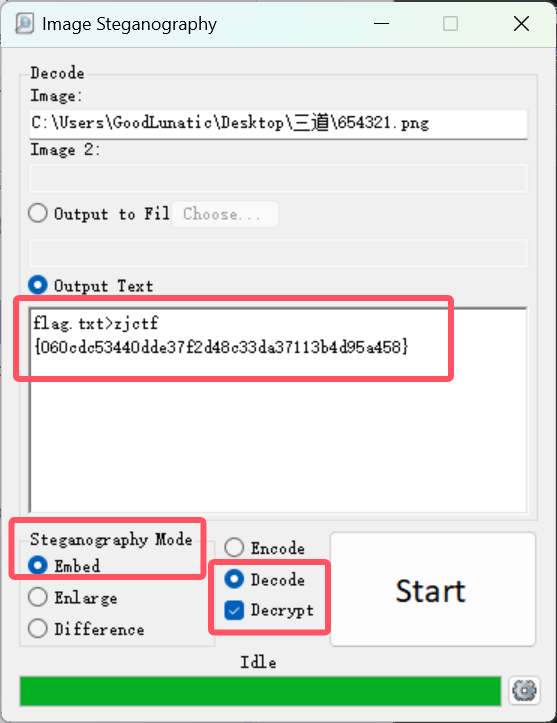 Image Steganography
Decode
Image:
C:\Users\GoodLunatic\Desktop\三道\654321.png
Image 2:
Output to Fil Choose...
Output Text
flag.txt>zjctf
{060cdc53440dde37f2d48c33da37113b4d95a458}
Steganography Mode
Embed
Enlarge
Difference
Encode
Decode
Decrypt
Start
Idle